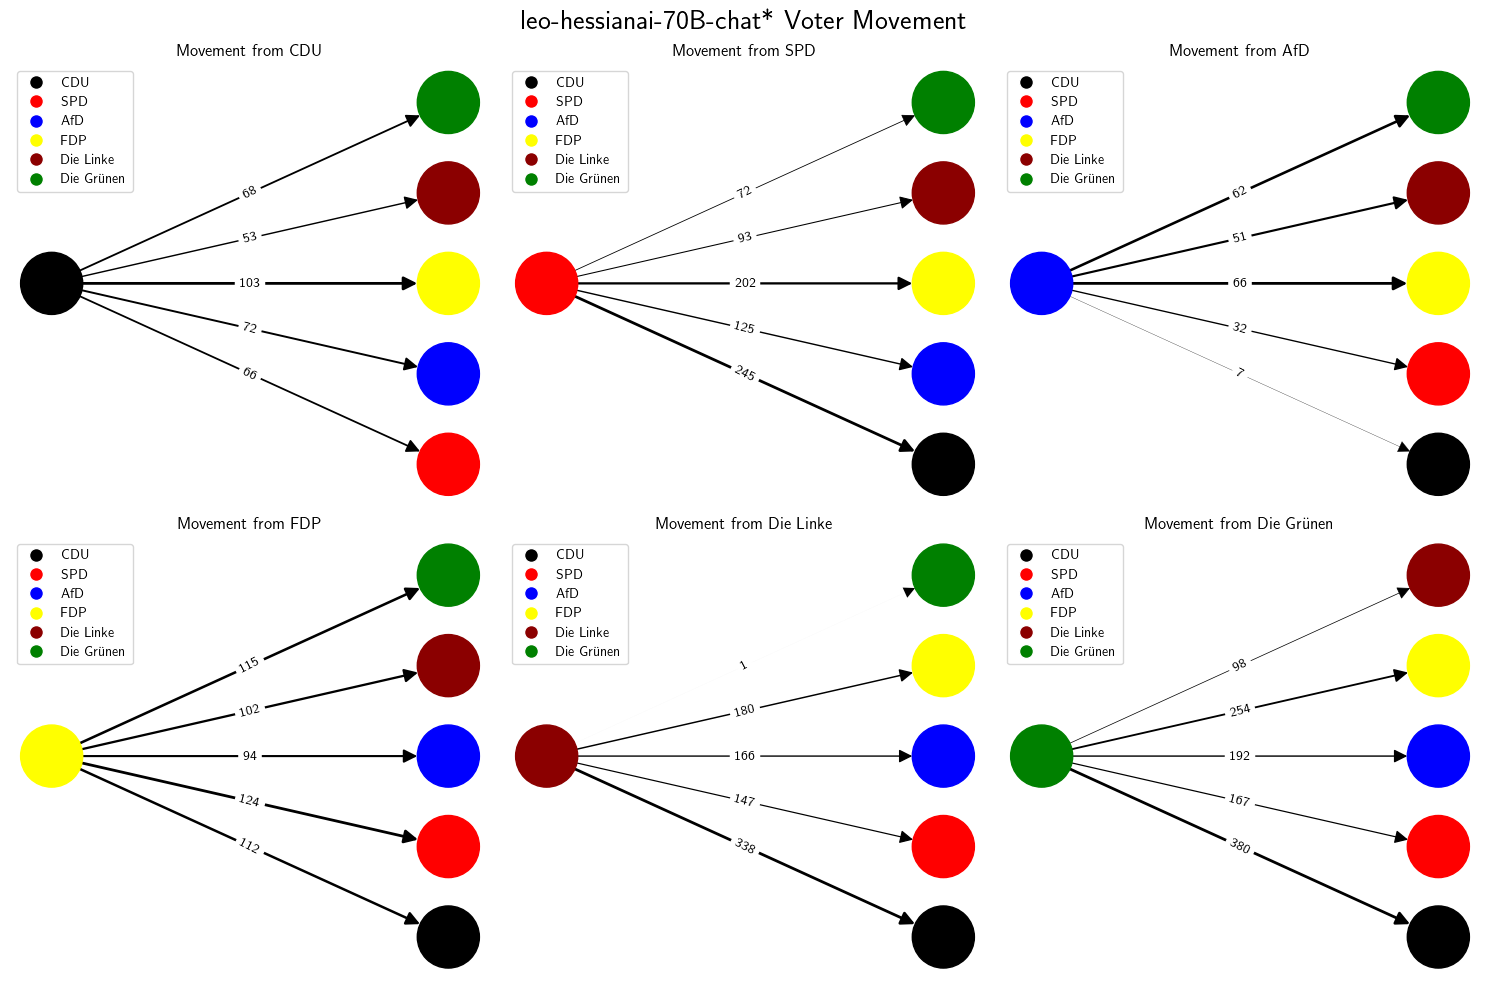 leo-hessianai-70B-chat* Voter Movement
Movement from CDU
CDU
SPD
AfD
FDP
Die Linke
Die Grünen
68
53
103
72
66
Movement from SPD
CDU
SPD
AfD
FDP
Die Linke
Die Grünen
72
93
202
125
245
Movement from AfD
CDU
SPD
AfD
FDP
Die Linke
Die Grünen
62
51
66
32
7
Movement from FDP
CDU
SPD
AfD
FDP
Die Linke
Die Grünen
115
102
94
124
112
Movement from Die Linke
CDU
SPD
AfD
FDP
Die Linke
Die Grünen
1
180
166
147
338
Movement from Die Grünen
CDU
SPD
AfD
FDP
Die Linke
Die Grünen
98
254
192
167
380